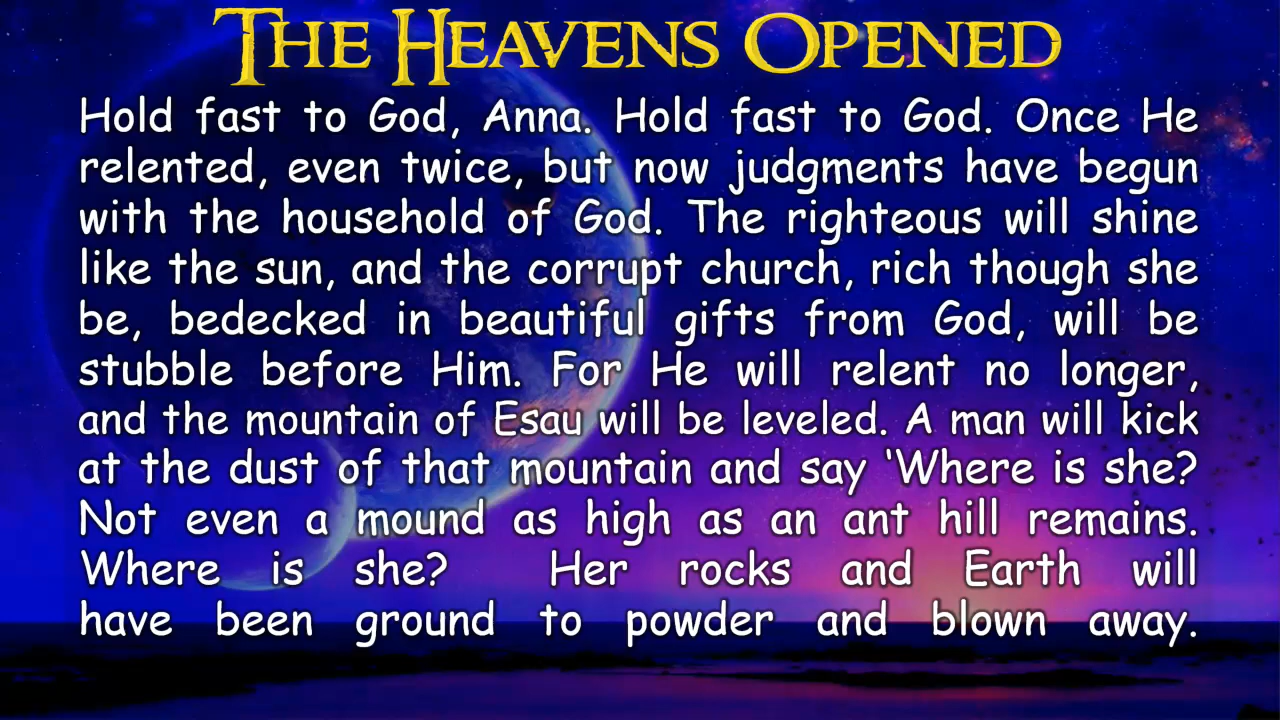 THE HEAVENS OPENED
Hold fast to God, Anna. Hold fast to God. Once He
relented, even twice, but now judgments have begun
with the household of God. The righteous will shine
like the sun, and the corrupt church, rich though she
be, bedecked in beautiful gifts from God, will be
stubble before Him. For He will relent no longer,
and the mountain of Esau will be leveled. A man will kick
at the dust of that mountain and say ‘Where is she?
Not even a mound as high as an ant hill remains.
Where is she? Her rocks and Earth will
have been ground to powder and blown away.